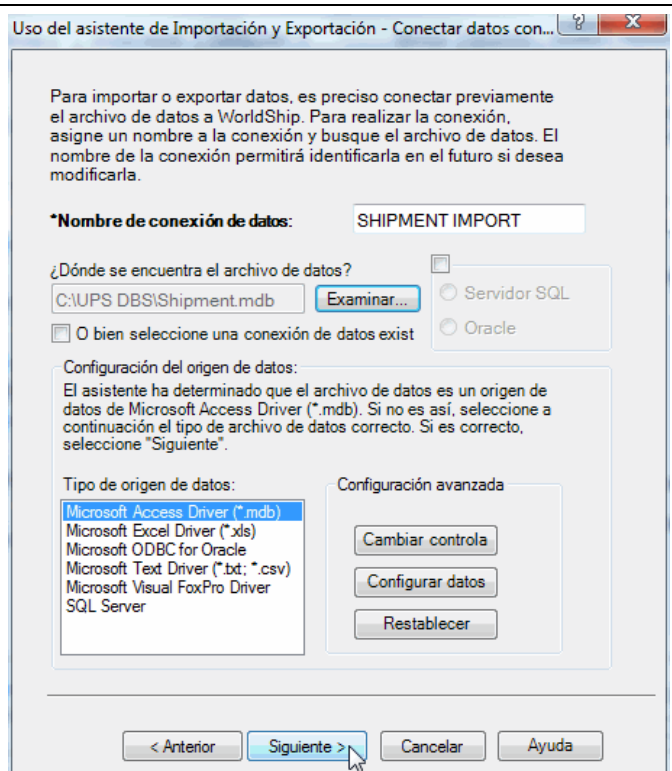 Uso del asistente de Importación y Exportación - Conectar datos con...
Para importar o exportar datos, es preciso conectar previamente
el archivo de datos a WorldShip. Para realizar la conexión,
asigne un nombre a la conexión y busque el archivo de datos. El
nombre de la conexión permitirá identificarla en el futuro si desea
modificarla.
*Nombre de conexión de datos: SHIPMENT IMPORT
¿Dónde se encuentra el archivo de datos?
C:\UPS DBS\Shipment.mdb Examinar...
Servidor SQL
O bien seleccione una conexión de datos exist
Oracle
Configuración del origen de datos:
El asistente ha determinado que el archivo de datos es un origen de
datos de Microsoft Access Driver (*.mdb). Si no es así, seleccione a
continuación el tipo de archivo de datos correcto. Si es correcto,
seleccione "Siguiente".
Tipo de origen de datos:
Microsoft Access Driver (*.mdb)
Microsoft Excel Driver (*.xls)
Microsoft ODBC for Oracle
Microsoft Text Driver (*.txt; *.csv)
Microsoft Visual FoxPro Driver
SQL Server
Configuración avanzada
Cambiar controla
Configurar datos
Restablecer
< Anterior Siguiente > Cancelar Ayuda